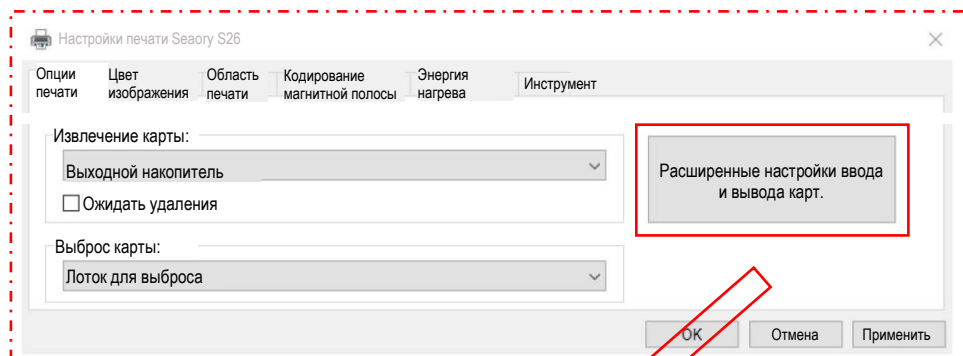 Настройки печати Seaory S26
Опции печати
Цвет изображения
Область печати
Кодирование магнитной полосы
Энергия нагрева
Инструмент
Извлечение карты:
Выходной накопитель
Ожидать удаления
Расширенные настройки ввода
и вывода карт.
Выброс карты:
Лоток для выброса
OK
Отмена
Применить